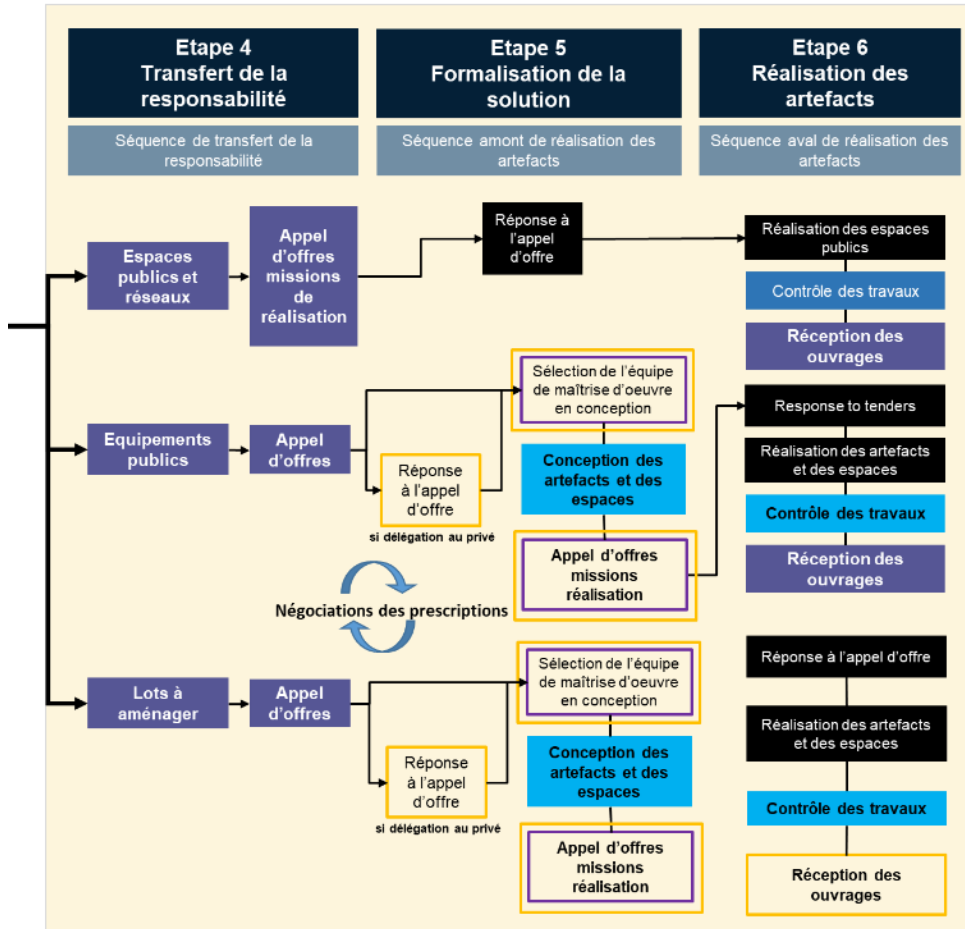 Etape 4
Transfert de la
responsabilité
Etape 5
Formalisation de la
solution
Etape 6
Réalisation des
artefacts
Séquence de transfert de la
responsabilité
Séquence amont de réalisation des
artefacts
Séquence aval de réalisation des
artefacts
Espaces
publics et
réseaux
Appel
d'offres
missions
de
réalisation
Réponse à
l'appel
d'offre
Réalisation des espaces
publics
Contrôle des travaux
Réception des
ouvrages
Equipements
publics
Appel
d'offres
Réponse
à l'appel
d'offre
si délégation au privé
Sélection de l'équipe
de maîtrise d'oeuvre
en conception
Conception des
artefacts et des
espaces
Appel d'offres
missions
réalisation
Response to tenders
Réalisation des artefacts
et des espaces
Contrôle des travaux
Réception des
ouvrages
Négociations des prescriptions
Lots à
aménager
Appel
d'offres
Réponse
à l'appel
d'offre
si délégation au privé
Sélection de l'équipe
de maîtrise d'oeuvre
en conception
Conception des
artefacts et des
espaces
Appel d'offres
missions
réalisation
Réponse à l'appel d'offre
Réalisation des artefacts
et des espaces
Contrôle des travaux
Réception des
ouvrages